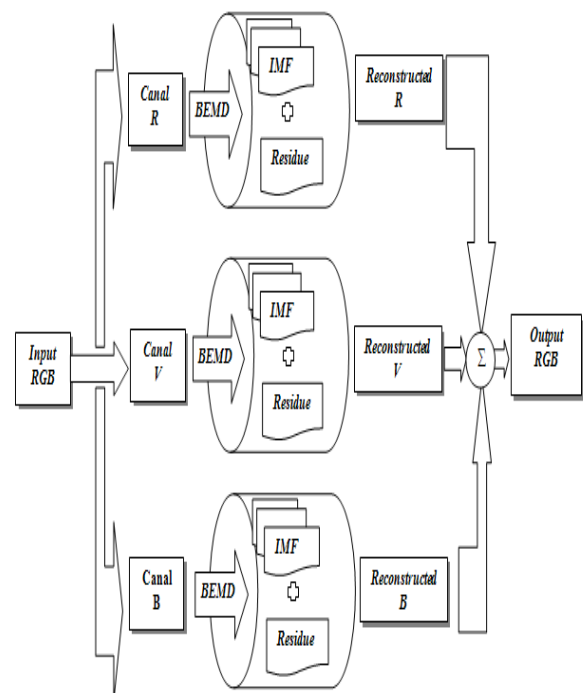 Canal
R
BEMD
IMF
Residue
Reconstructed
R
Input
RGB
Canal
V
BEMD
IMF
Residue
Reconstructed
V
Σ
Output
RGB
Canal
B
BEMD
IMF
Residue
Reconstructed
B